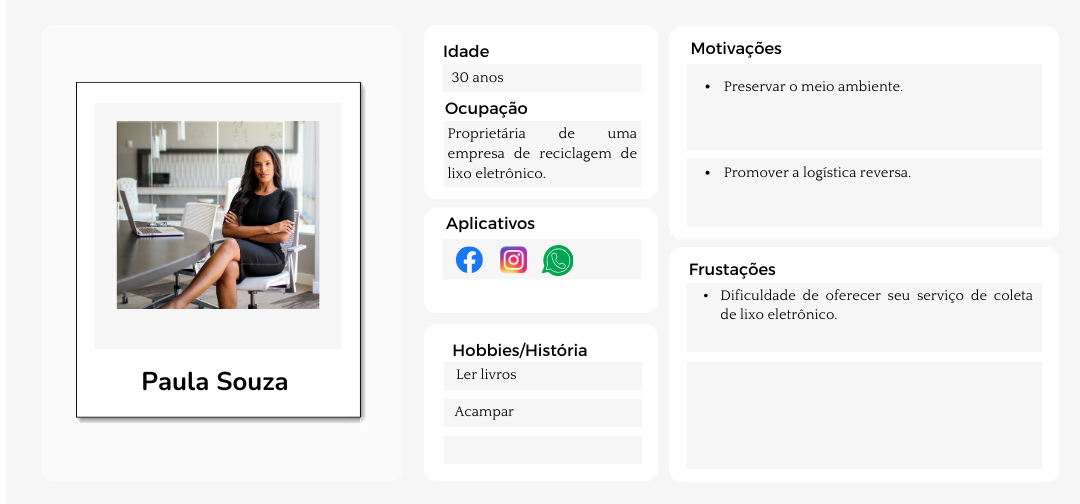 Paula Souza
Idade
30 anos
Ocupação
Proprietária de uma
empresa de reciclagem de
lixo eletrônico.
Aplicativos
Hobbies/História
Ler livros
Acampar
Motivações
• Preservar o meio ambiente.
• Promover a logística reversa.
Frustações
• Dificuldade de oferecer seu serviço de coleta
de lixo eletrônico.